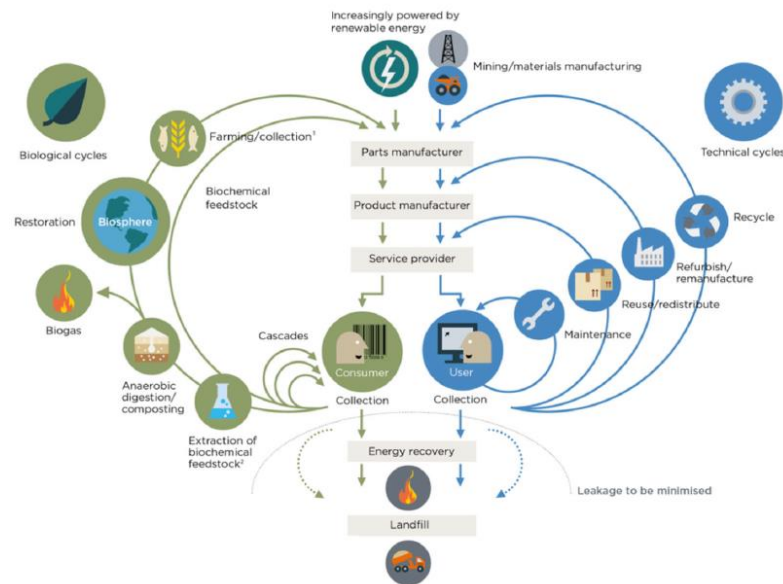 Increasingly powered by
renewable energy
Mining/materials manufacturing
Biological cycles
Farming/collection¹
Parts manufacturer
Technical cycles
Biochemical
feedstock
Restoration
Biosphere
Product manufacturer
Recycle
Service provider
Refurbish/
remanufacture
Reuse/redistribute
Biogas
Cascades
Maintenance
Consumer
User
Anaerobic
digestion/
composting
Collection
Collection
Extraction of
biochemical
feedstock²
Energy recovery
Leakage to be minimised
Landfill